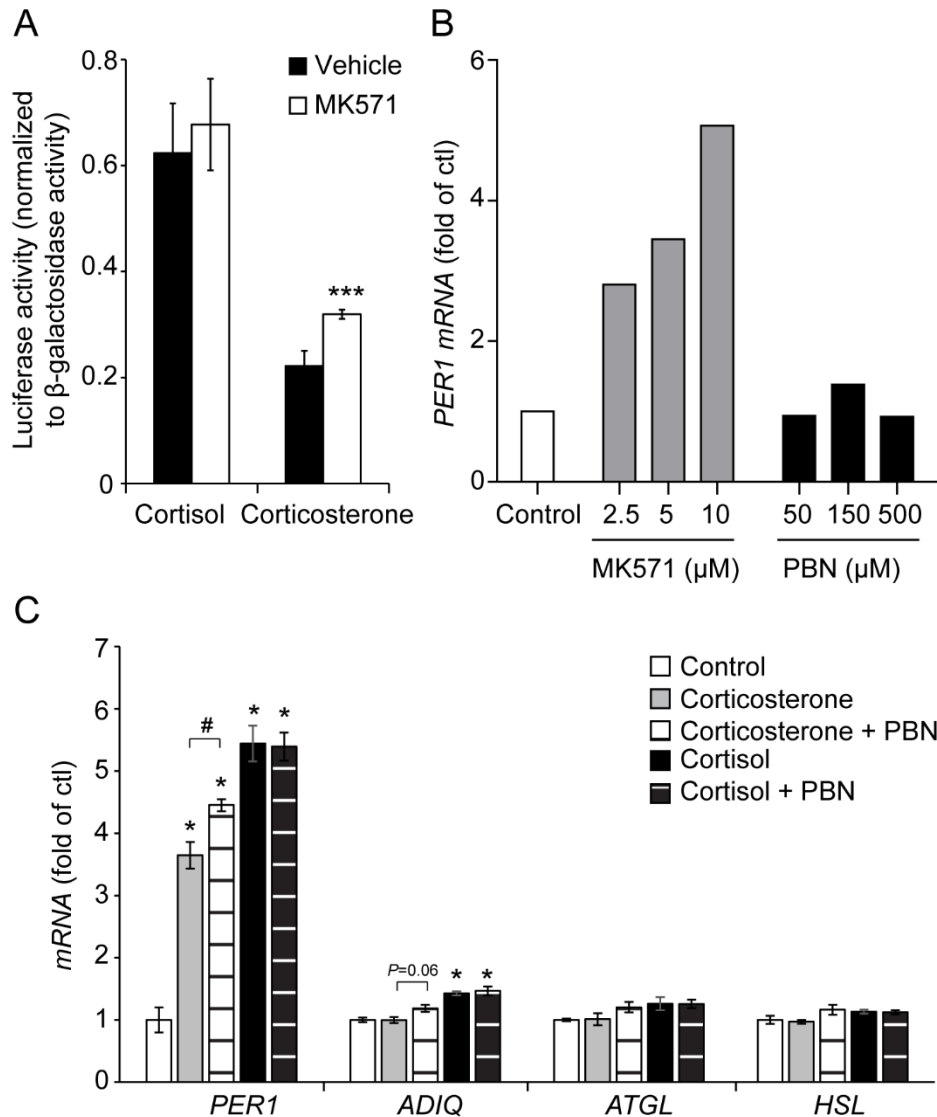 A
Luciferase activity (normalized
to β-galactosidase activity)
0.8
0.6
0.4
0.2
0
Vehicle
MK571
***
Cortisol
Corticosterone
B
PER1 mRNA (fold of ctl)
6
4
2
0
Control
2.5
5
10
50
150
500
MK571 (µM)
PBN (µM)
C
mRNA (fold of ctl)
7
6
5
4
3
2
1
0
Control
Corticosterone
Corticosterone + PBN
Cortisol
Cortisol + PBN
#
*
*
*
*
P=0.06
*
*
PER1
ADIQ
ATGL
HSL